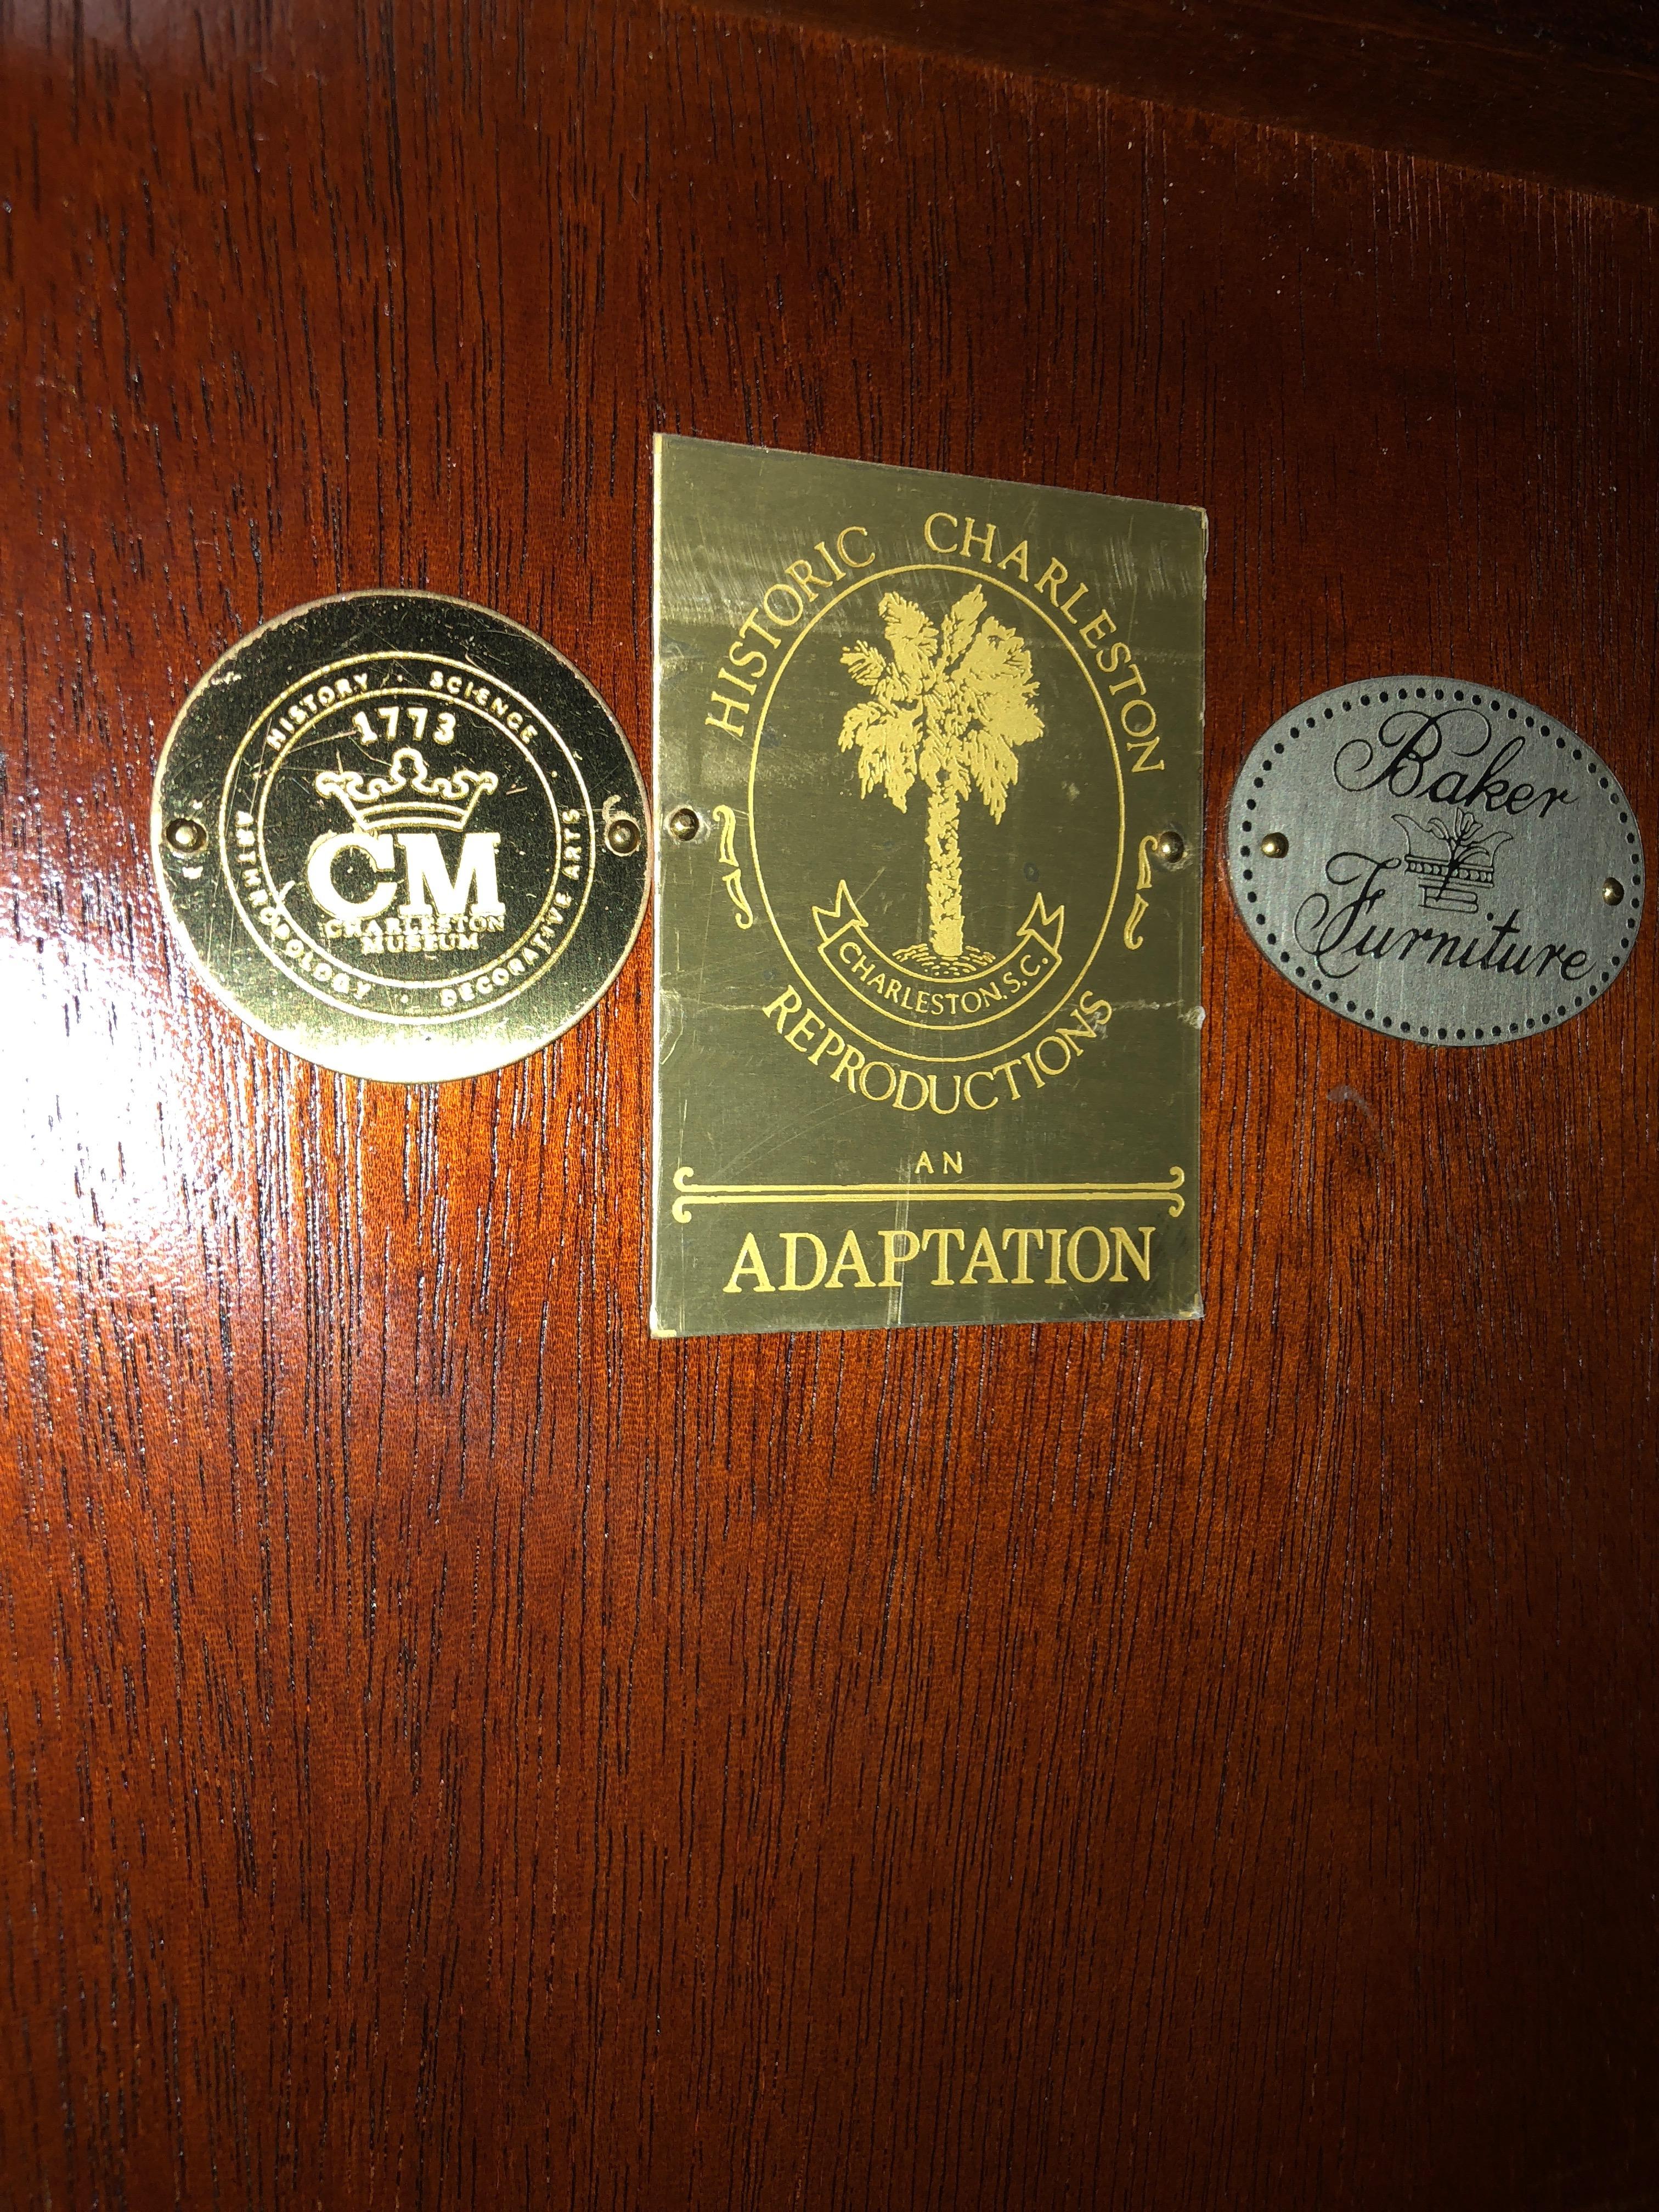 HISTORY · SCIENCE · DECORATIVE ARTS · ANTHROPOLOGY
1773
CM
CHARLESTON
MUSEUM
HISTORIC CHARLESTON
CHARLESTON, S.C.
REPRODUCTIONS
AN
ADAPTATION
Baker
Furniture